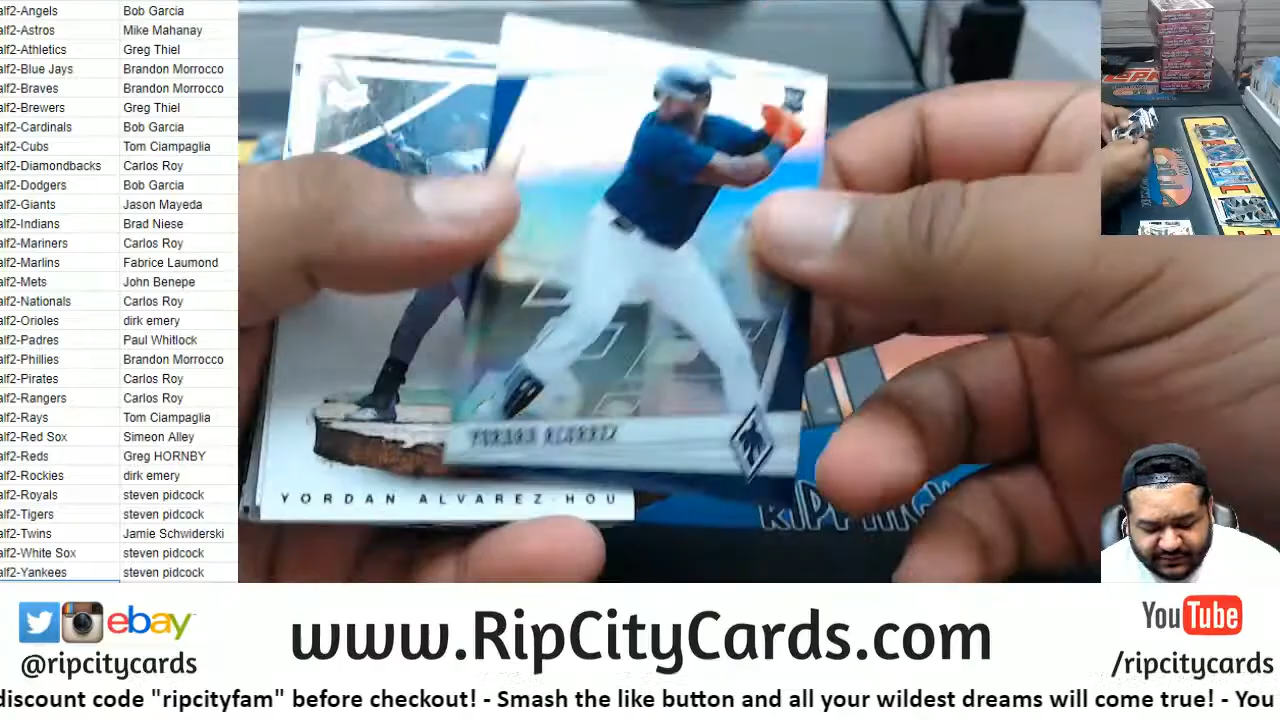 alf2-Angels Bob Garcia
alf2-Astros Mike Mahanay
alf2-Athletics Greg Thiel
alf2-Blue Jays Brandon Morrocco
alf2-Braves Brandon Morrocco
alf2-Brewers Greg Thiel
alf2-Cardinals Bob Garcia
alf2-Cubs Tom Ciampaglia
alf2-Diamondbacks Carlos Roy
alf2-Dodgers Bob Garcia
alf2-Giants Jason Mayeda
alf2-Indians Brad Niese
alf2-Mariners Carlos Roy
alf2-Marlins Fabrice Laumond
alf2-Mets John Benepe
alf2-Nationals Carlos Roy
alf2-Orioles dirk emery
alf2-Padres Paul Whitlock
alf2-Phillies Brandon Morrocco
alf2-Pirates Carlos Roy
alf2-Rangers Carlos Roy
alf2-Rays Tom Ciampaglia
alf2-Red Sox Simeon Alley
alf2-Reds Greg HORNBY
alf2-Rockies dirk emery
alf2-Royals steven pidcock
alf2-Tigers steven pidcock
alf2-Twins Jamie Schwiderski
alf2-White Sox steven pidcock
alf2-Yankees steven pidcock
YORDAN ALVAREZ
YORDAN ALVAREZ-HOU
ebay
@ripcitycards
www.RipCityCards.com
YouTube
/ripcitycards
discount code "ripcityfam" before checkout! - Smash the like button and all your wildest dreams will come true! - You